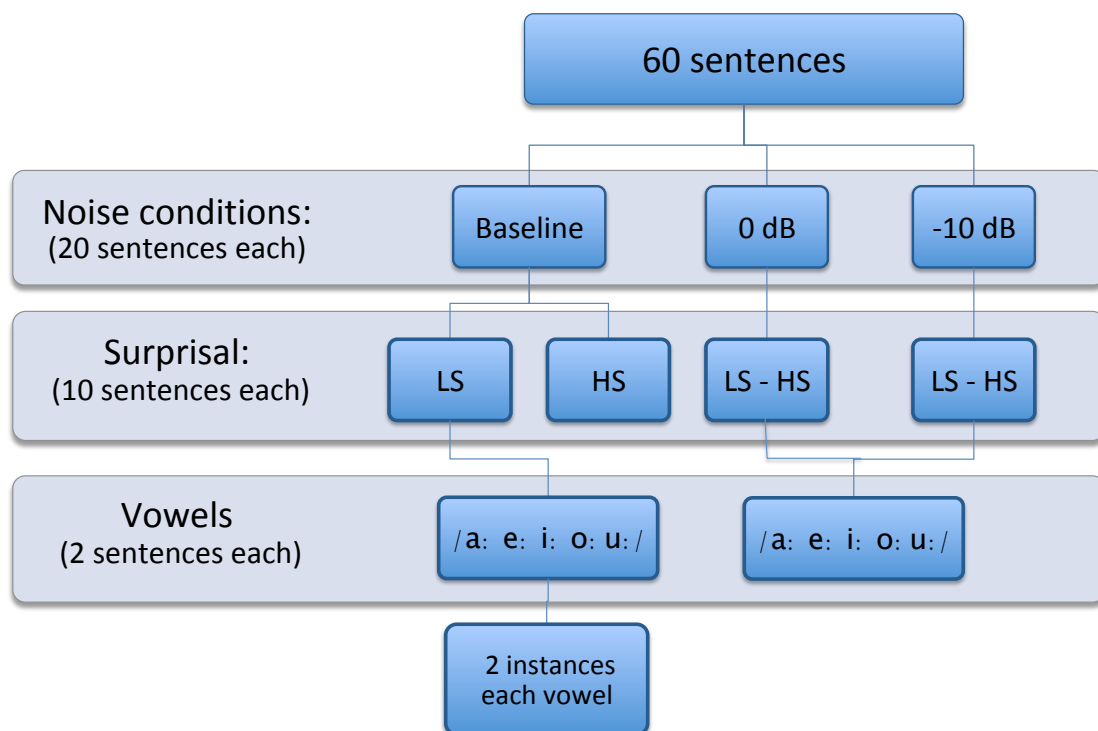 60 sentences
Noise conditions:
(20 sentences each)
Baseline
0 dB
-10 dB
Surprisal:
(10 sentences each)
LS
HS
LS - HS
LS - HS
Vowels
(2 sentences each)
/a: e: i: o: u: /
/a: e: i: o: u: /
2 instances
each vowel